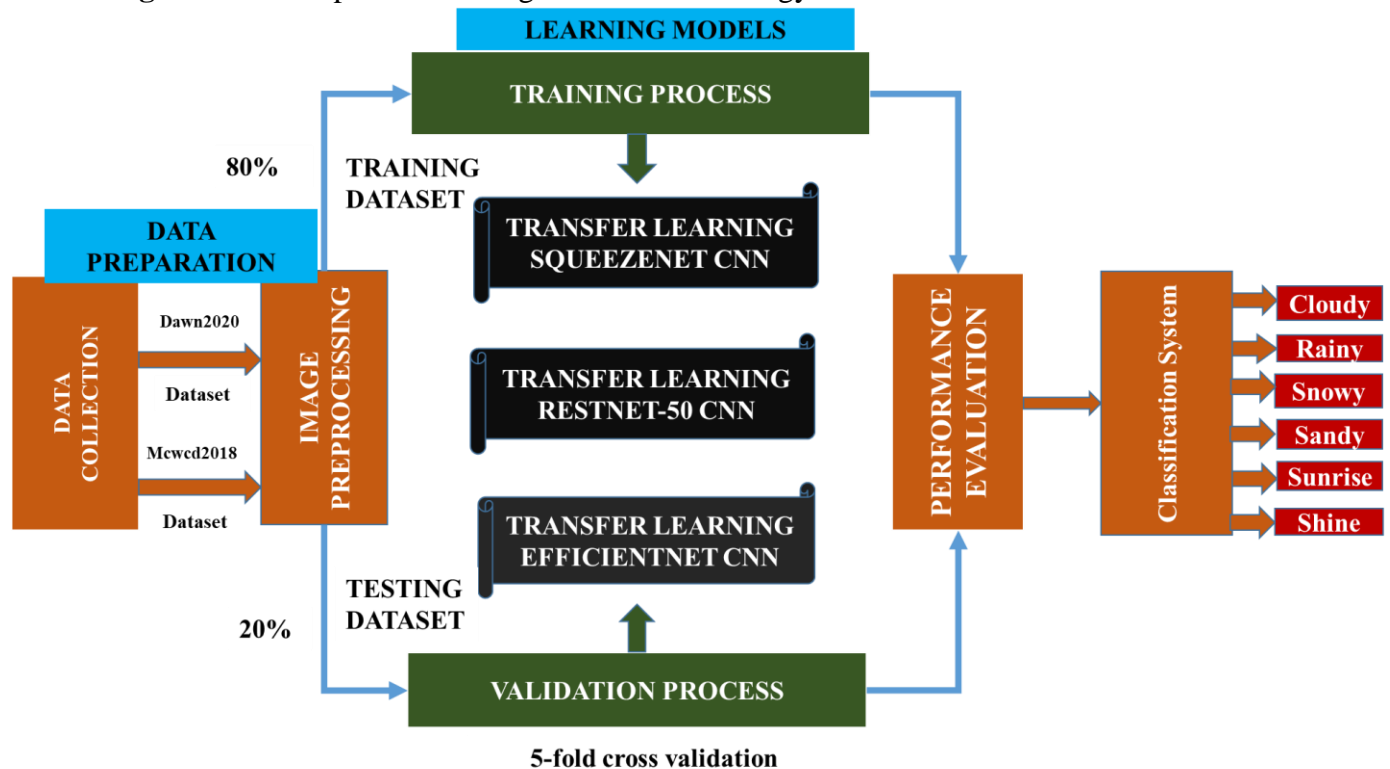 LEARNING MODELS
TRAINING PROCESS
80%
TRAINING
DATASET
TRANSFER LEARNING
SQUEEZENET CNN
DATA
PREPARATION
DATA
COLLECTION
Dawn2020
Dataset
Mcwcd2018
Dataset
IMAGE
PREPROCESSING
TRANSFER LEARNING
RESTNET-50 CNN
TRANSFER LEARNING
EFFICIENTNET CNN
PERFORMANCE
EVALUATION
Classification System
Cloudy
Rainy
Snowy
Sandy
Sunrise
Shine
TESTING
DATASET
20%
VALIDATION PROCESS
5-fold cross validation